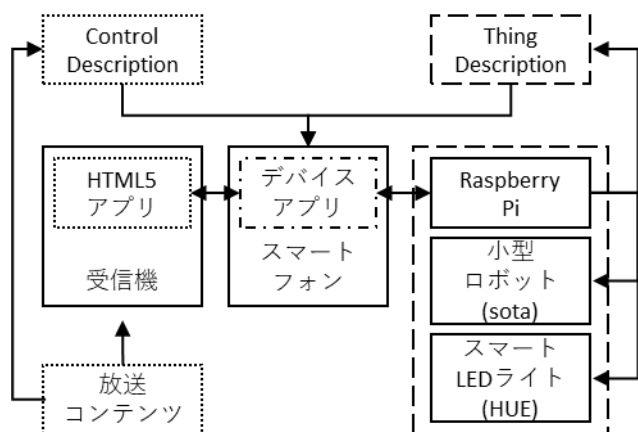 Control
Description
Thing
Description
HTML5
アプリ
受信機
デバイス
アプリ
スマート
フォン
Raspberry
Pi
小型
ロボット
(sota)
スマート
LEDライト
(HUE)
放送
コンテンツ